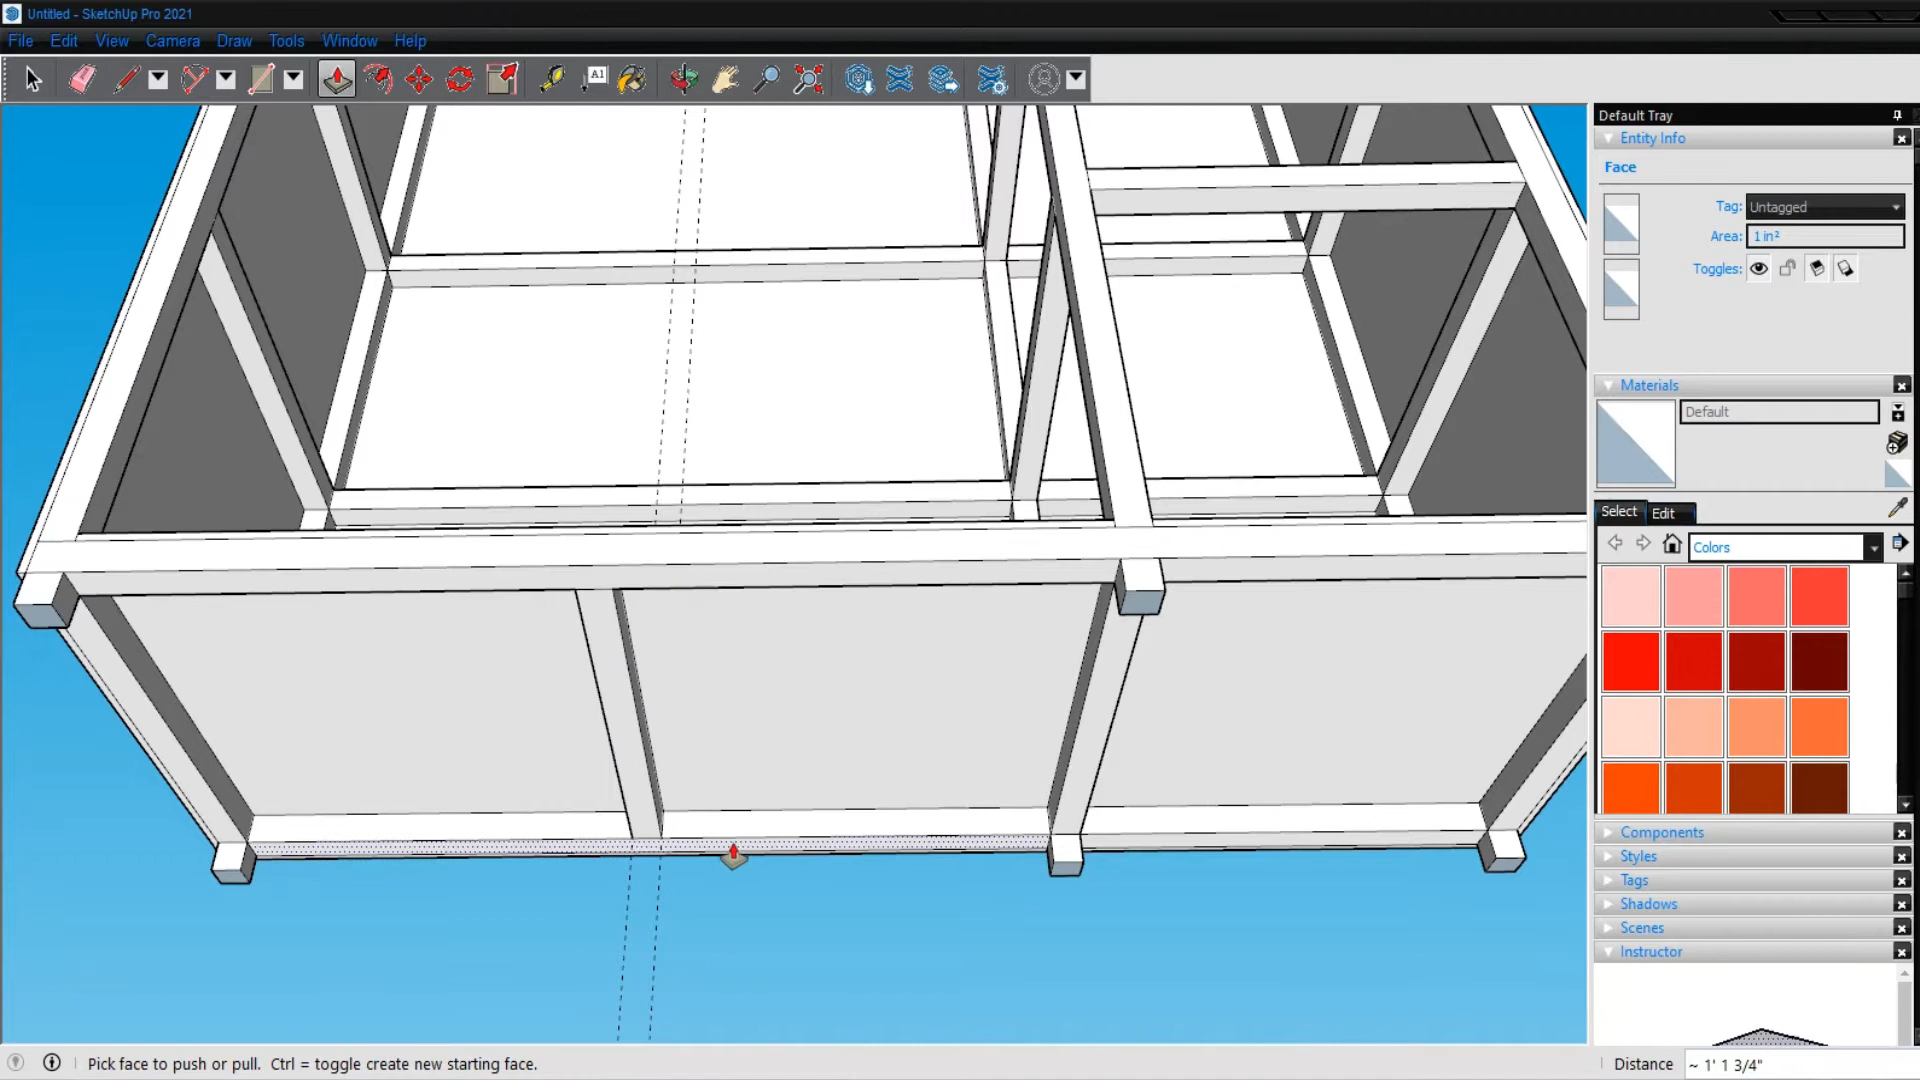 Untitled - SketchUp Pro 2021
File Edit View Camera Draw Tools Window Help
A1
Default Tray
Entity Info
Face
Tag: Untagged
Area: 1 in²
Toggles:
Materials
Default
Select Edit
Colors
Components
Styles
Tags
Shadows
Scenes
Instructor
Pick face to push or pull. Ctrl = toggle create new starting face.
Distance ~ 1' 1 3/4"